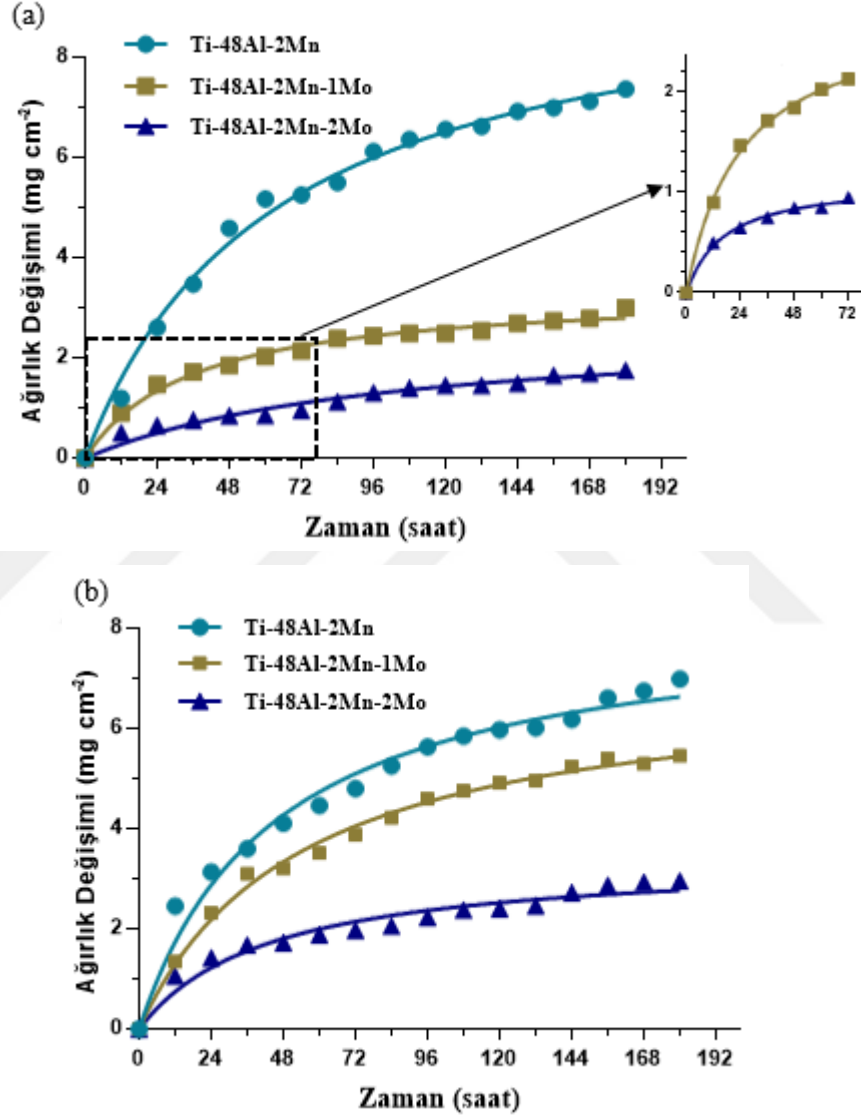 (a)
Ti-48Al-2Mn
Ti-48Al-2Mn-1Mo
Ti-48Al-2Mn-2Mo
Ağırlık Değişimi (mg cm-2)
8
6
4
2
0
0 24 48 72 96 120 144 168 192
Zaman (saat)
2
1
0
0 24 48 72
(b)
Ti-48Al-2Mn
Ti-48Al-2Mn-1Mo
Ti-48Al-2Mn-2Mo
Ağırlık Değişimi (mg cm-2)
8
6
4
2
0
0 24 48 72 96 120 144 168 192
Zaman (saat)